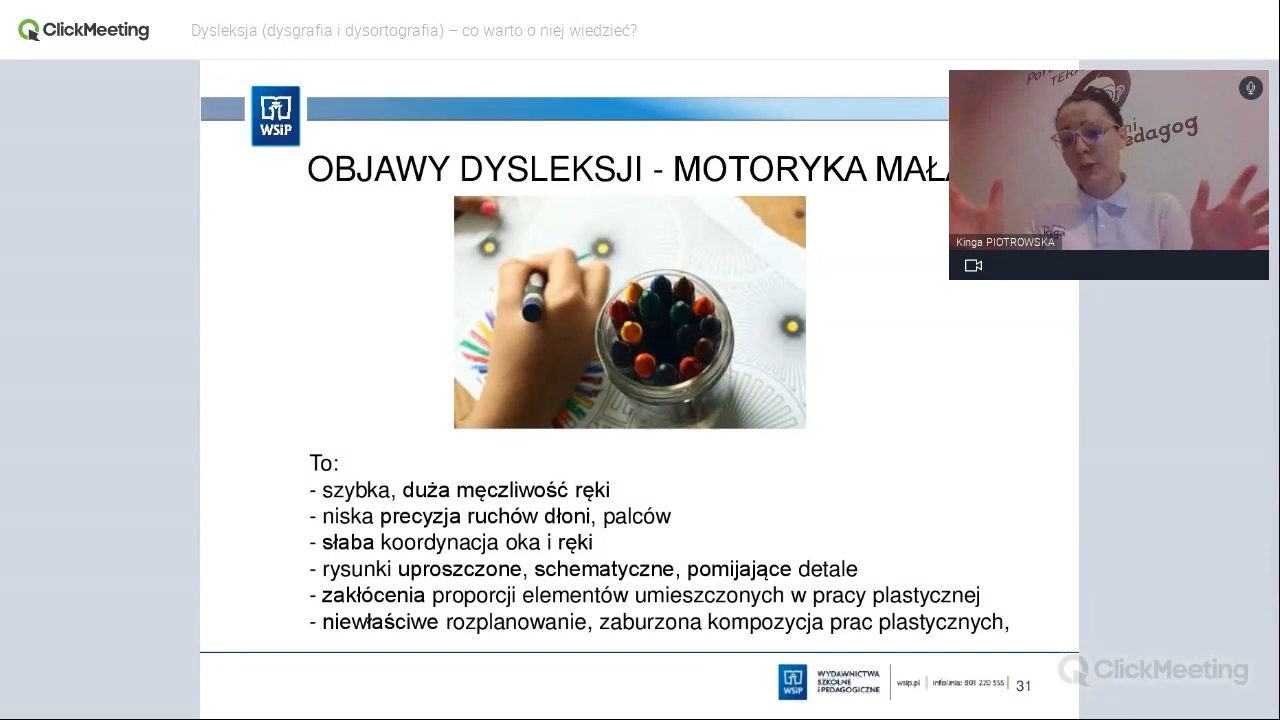 ClickMeeting
Dysleksja (dysgrafia i dysortografia) – co warto o niej wiedzieć?
WSiP
OBJAWY DYSLEKSJI - MOTORYKA MAŁA
edagog
Kinga PIOTROWSKA
To:
- szybka, duża męczliwość ręki
- niska precyzja ruchów dłoni, palców
- słaba koordynacja oka i ręki
- rysunki uproszczone, schematyczne, pomijające detale
- zakłócenia proporcji elementów umieszczonych w pracy plastycznej
- niewłaściwe rozplanowanie, zaburzona kompozycja prac plastycznych,
WSiP
WYDAWNICTWA
SZKOLNE
i PEDAGOGICZNE
wsip.pl | infolinia: 801 220 555 | 31
ClickMeeting